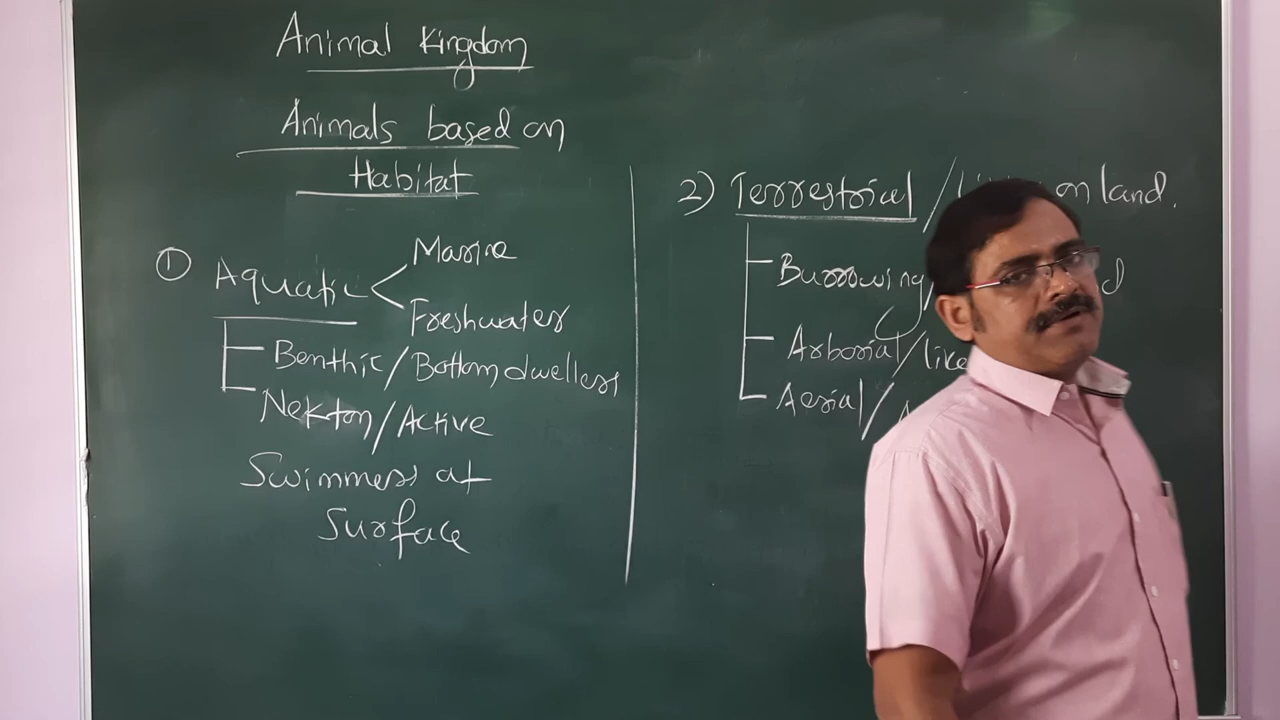 Animal Kingdom
Animals based on
Habitat
① Aquatic < Marine
Freshwater
Benthic / Bottom dwellers
Nekton / Active
Swimmers at
Surface
2) Terrestrial / on land.
Burrowing
Arborial / like
Aerial /